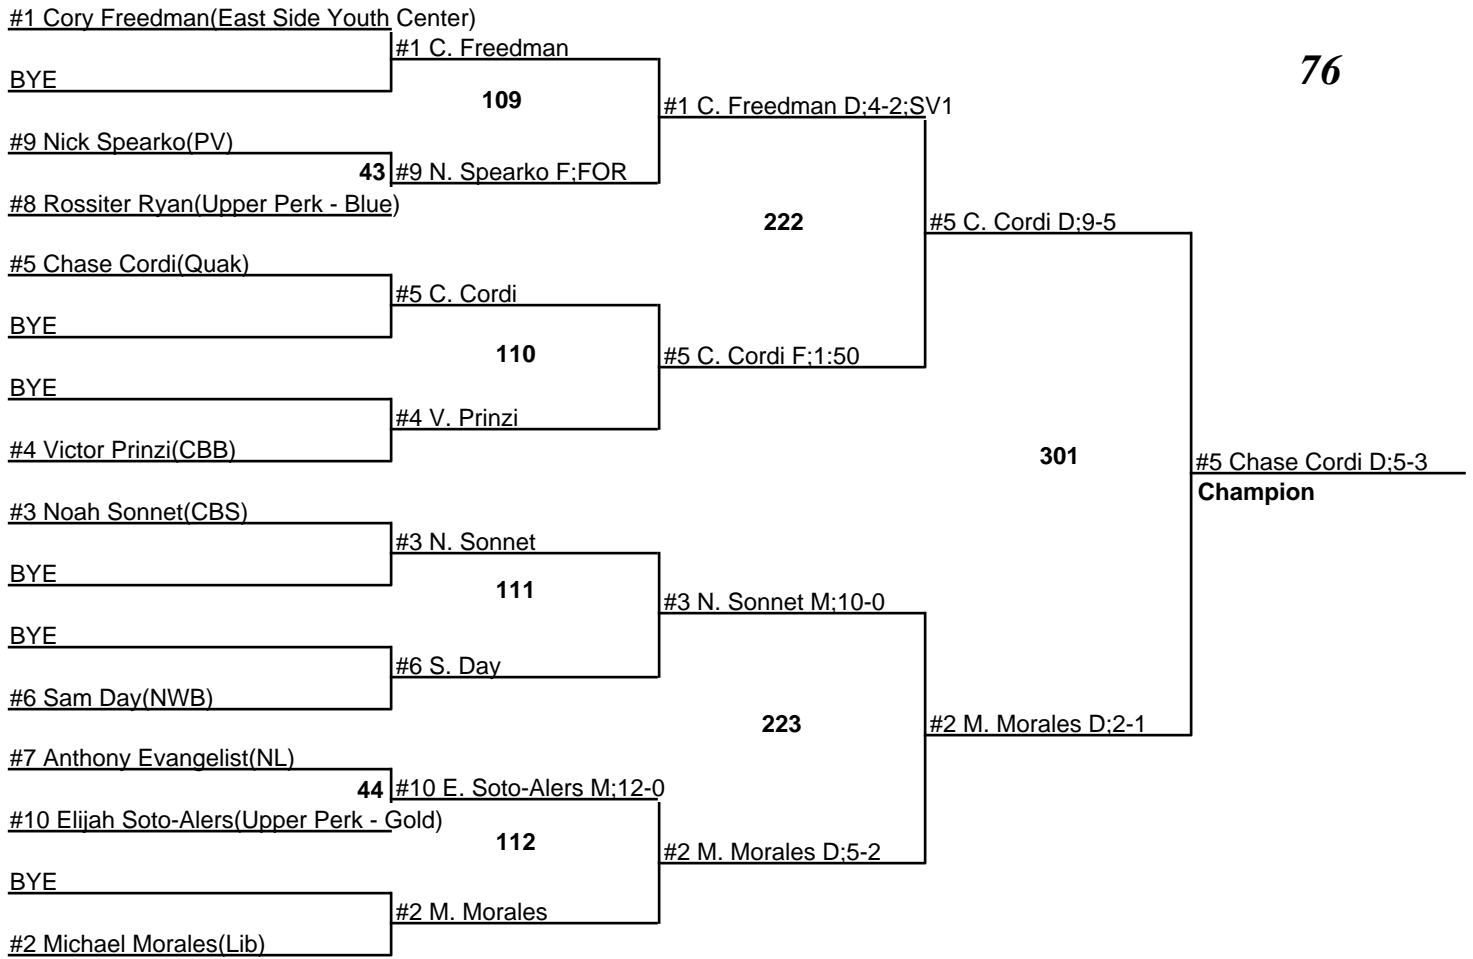 #1 Cory Freedman(East Side Youth Center)
#1 C. Freedman
76
BYE
109
#1 C. Freedman D;4-2;SV1
#9 Nick Spearko(PV)
43
#9 N. Spearko F;FOR
#8 Rossiter Ryan(Upper Perk - Blue)
222
#5 C. Cordi D;9-5
#5 Chase Cordi(Quak)
#5 C. Cordi
BYE
110
#5 C. Cordi F;1:50
BYE
#4 V. Prinzi
#4 Victor Prinzi(CBB)
301
#5 Chase Cordi D;5-3
Champion
#3 Noah Sonnet(CBS)
#3 N. Sonnet
BYE
111
#3 N. Sonnet M;10-0
BYE
#6 S. Day
#6 Sam Day(NWB)
223
#2 M. Morales D;2-1
#7 Anthony Evangelist(NL)
44
#10 E. Soto-Alers M;12-0
#10 Elijah Soto-Alers(Upper Perk - Gold)
112
#2 M. Morales D;5-2
BYE
#2 M. Morales
#2 Michael Morales(Lib)